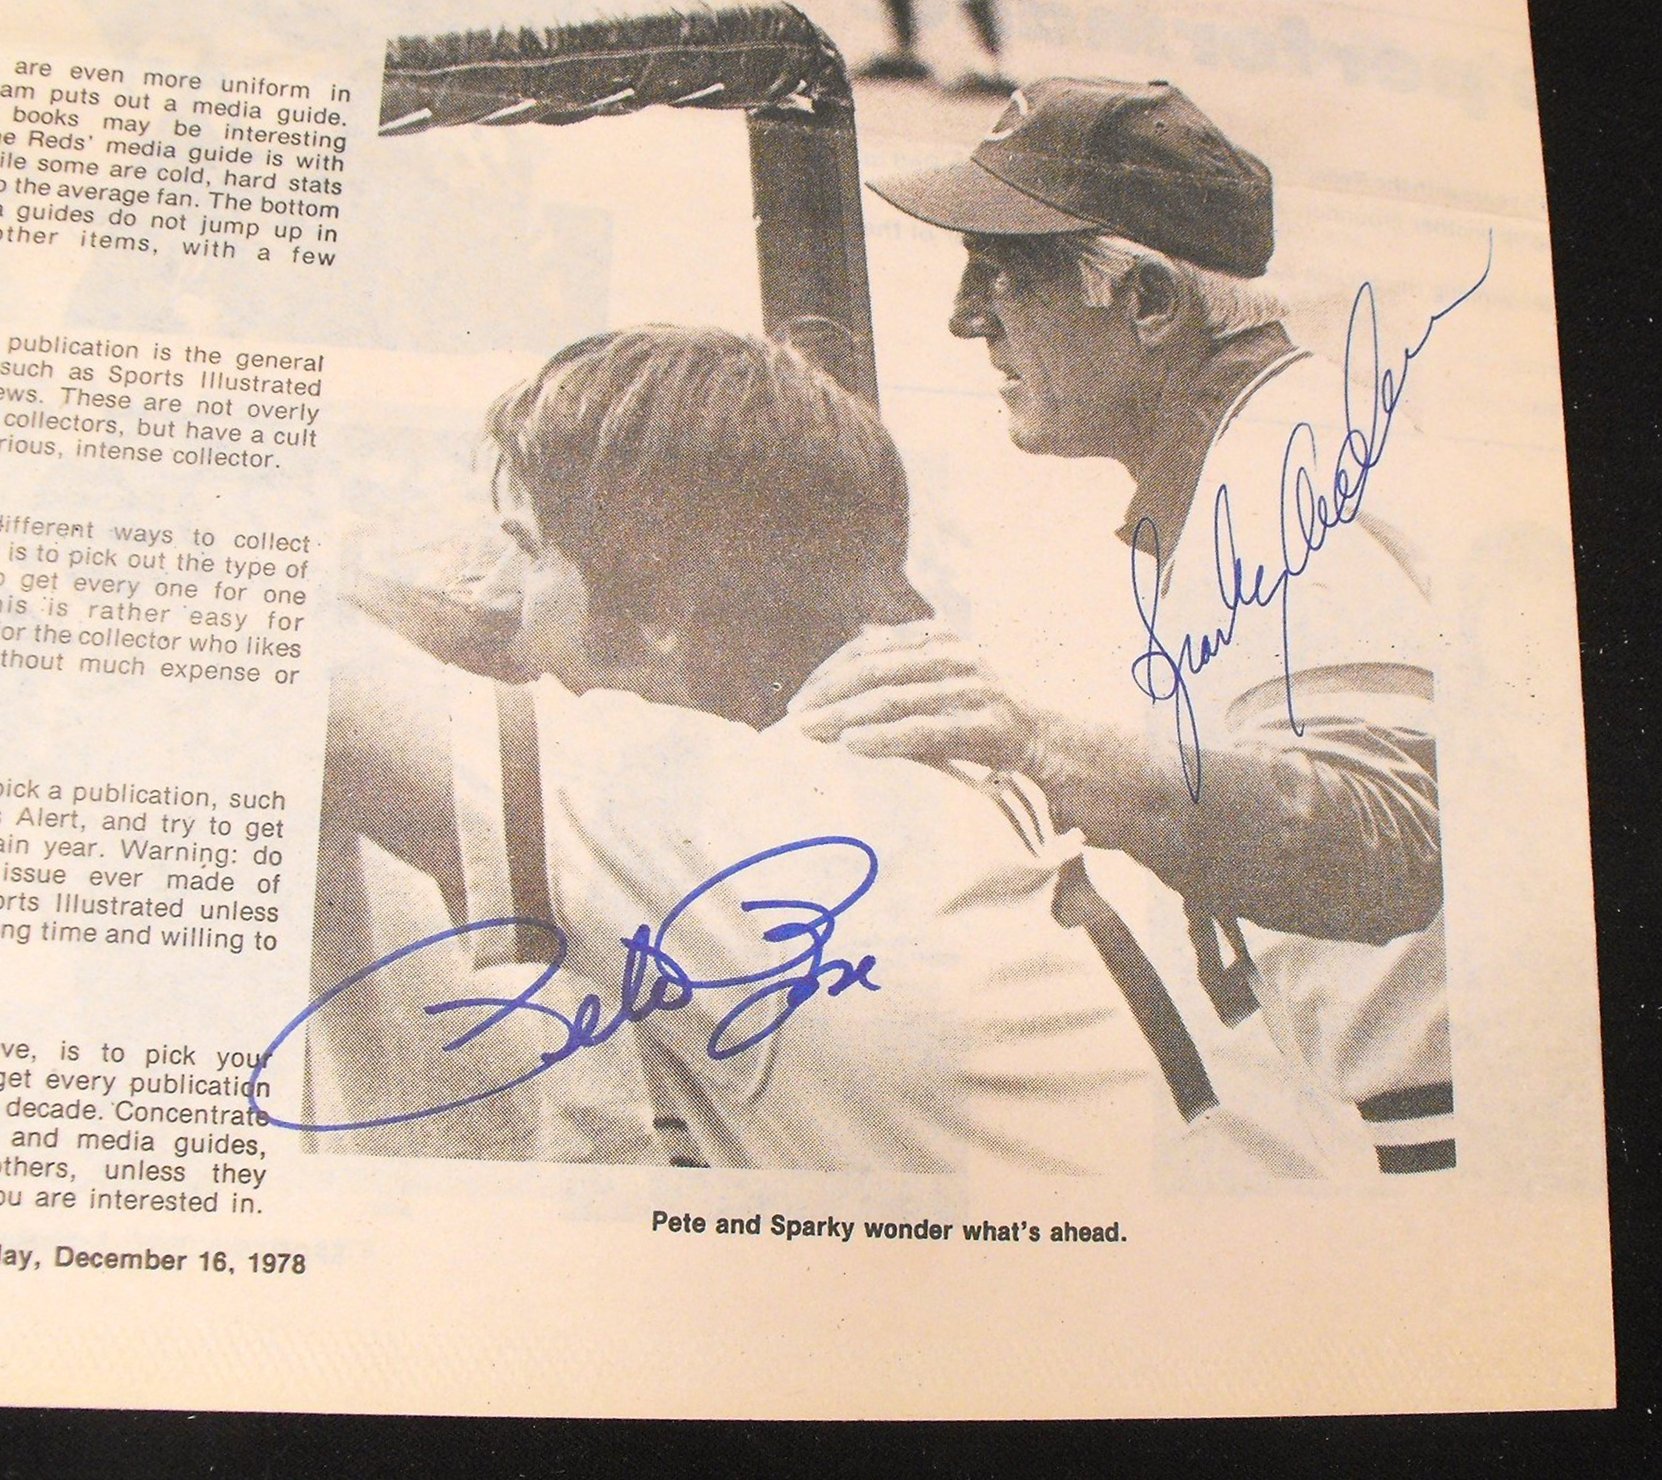 are even more uniform in
am puts out a media guide.
books may be interesting
e Reds' media guide is with
ile some are cold, hard stats
o the average fan. The bottom
a guides do not jump up in
other items, with a few
publication is the general
such as Sports Illustrated
ews. These are not overly
collectors, but have a cult
rious, intense collector.
different ways to collect
is to pick out the type of
o get every one for one
his is rather easy for
or the collector who likes
thout much expense or
pick a publication, such
s Alert, and try to get
ain year. Warning: do
issue ever made of
orts Illustrated unless
ng time and willing to
ve, is to pick your
get every publication
decade. Concentrate
and media guides,
others, unless they
ou are interested in.
day, December 16, 1978
Sparky Anderson
Pete Rose
Pete and Sparky wonder what's ahead.